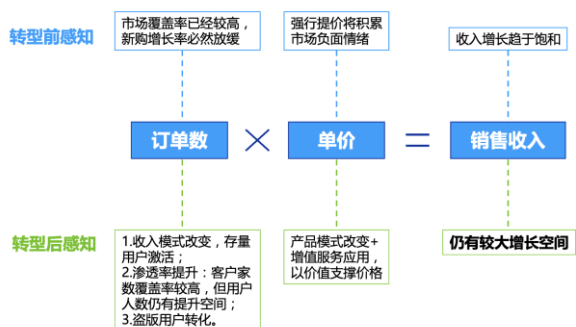 转型前感知
市场覆盖率已经较高，
新购增长率必然放缓
强行提价将积累
市场负面情绪
收入增长趋于饱和
订单数 × 单价 = 销售收入
转型后感知
1.收入模式改变，存量
用户激活；
2.渗透率提升：客户家
数覆盖率较高，但用户
人数仍有提升空间；
3.盗版用户转化。
产品模式改变+
增值服务应用，
以价值支撑价格
仍有较大增长空间